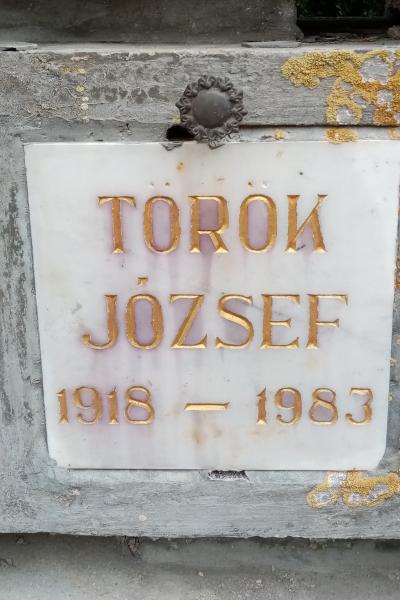 TÖRÖK
JÓZSEF
1918 – 1983